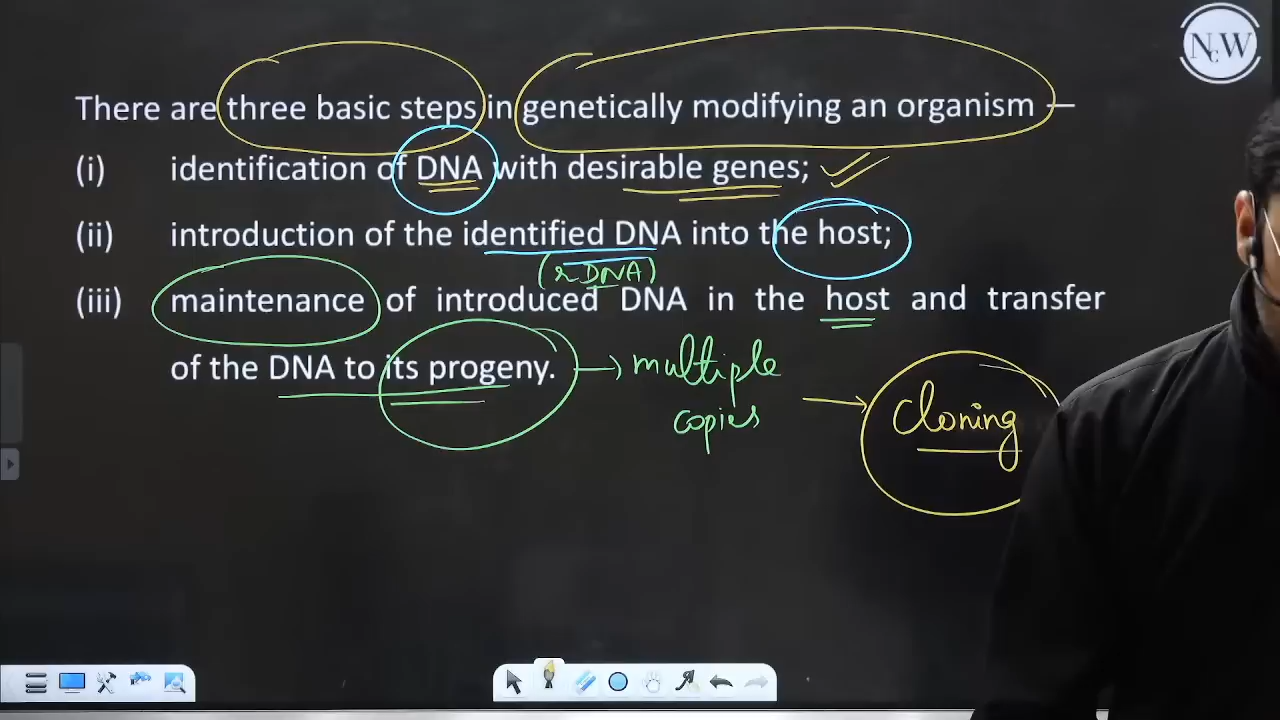 NCW
There are three basic steps in genetically modifying an organism —
(i) identification of DNA with desirable genes;
(ii) introduction of the identified DNA into the host;
(rDNA)
(iii) maintenance of introduced DNA in the host and transfer
of the DNA to its progeny. → multiple
copies → cloning